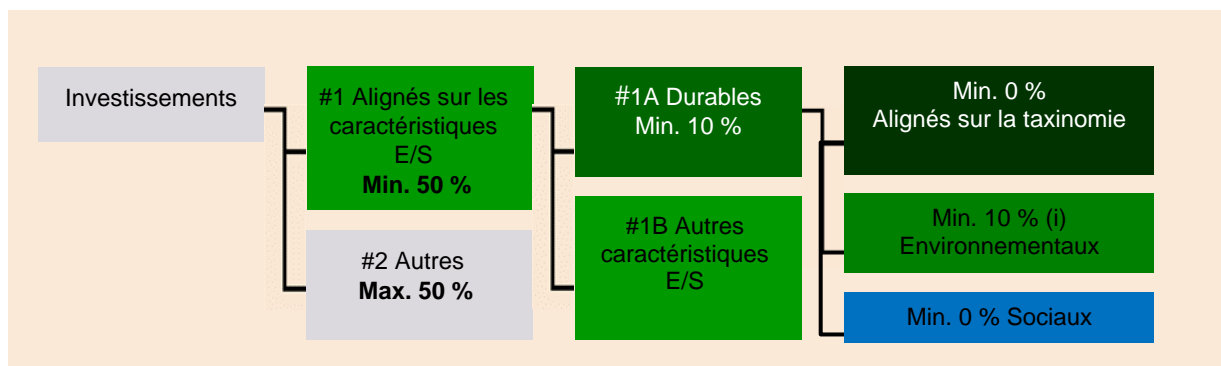 Investissements
#1 Alignés sur les
caractéristiques
E/S
Min. 50 %
#2 Autres
Max. 50 %
#1A Durables
Min. 10 %
#1B Autres
caractéristiques
E/S
Min. 0 %
Alignés sur la taxinomie
Min. 10 % (i)
Environnementaux
Min. 0 % Sociaux